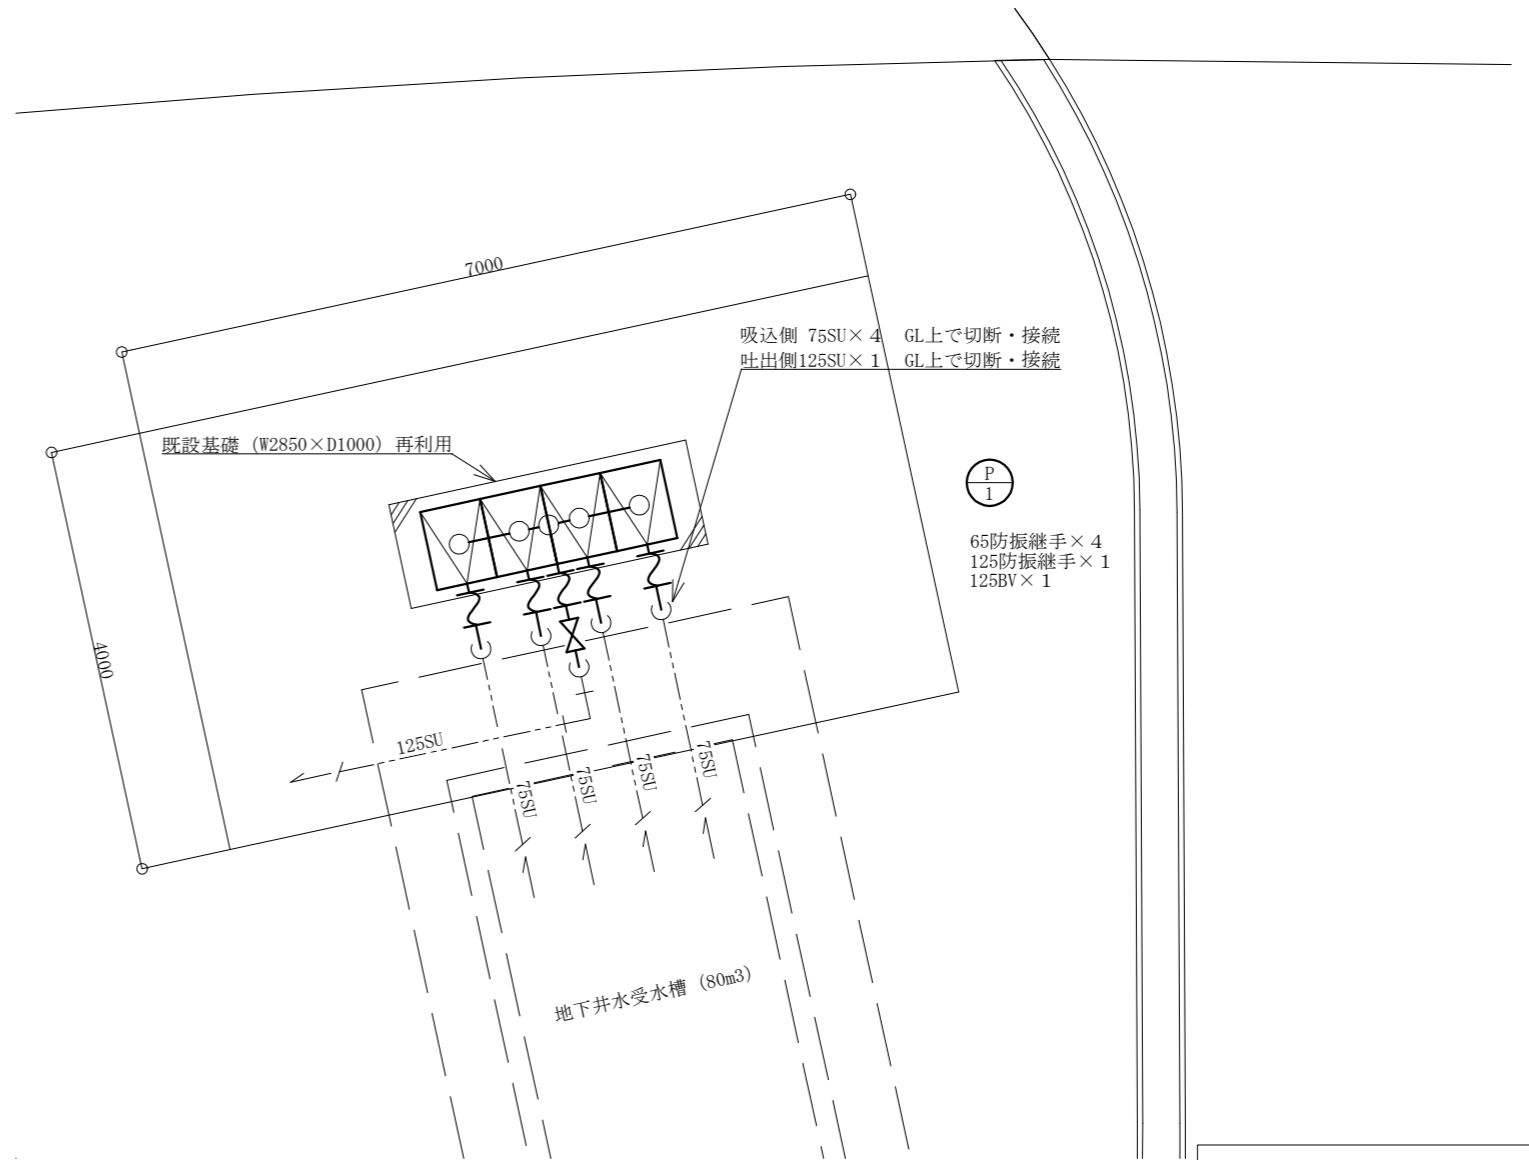 7000
吸込側 75SU×４ GL上で切断・接続
吐出側125SU×１ GL上で切断・接続
既設基礎（W2850×D1000）再利用
P
1
65防振継手×４
125防振継手×１
125BV×１
4000
125SU
75SU
75SU
75SU
75SU
地下井水受水槽（80m3）